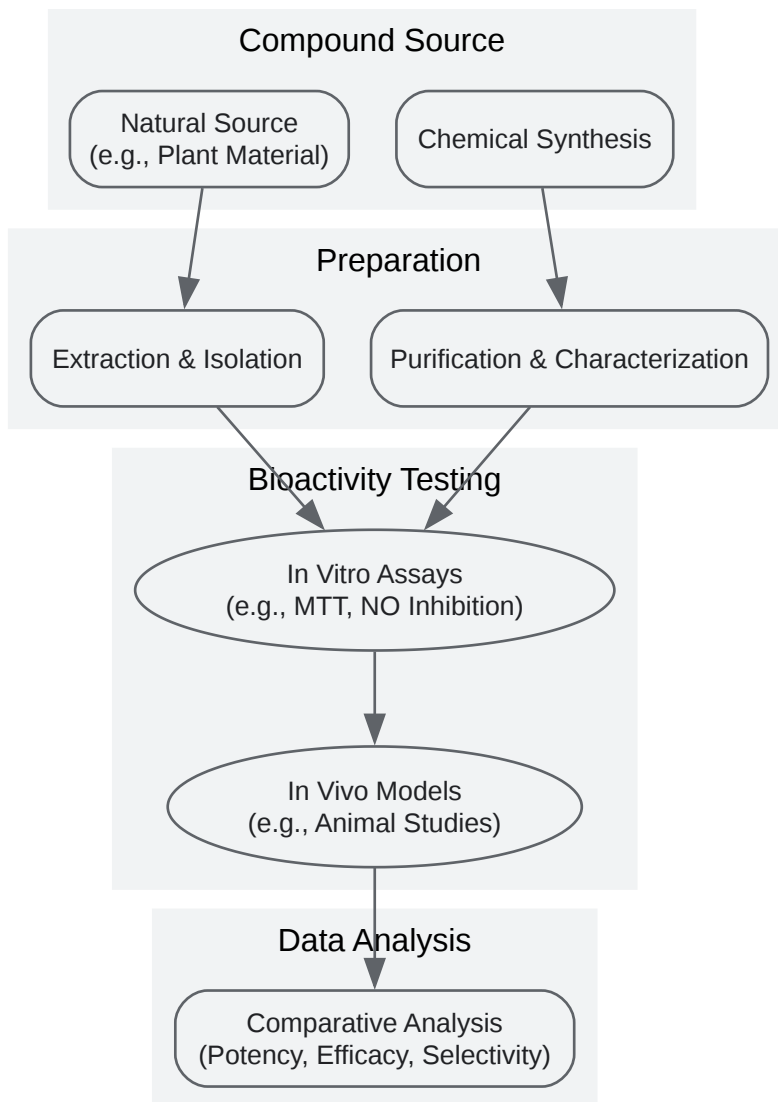 Compound Source
Natural Source
(e.g., Plant Material)
Chemical Synthesis
Preparation
Extraction & Isolation
Purification & Characterization
Bioactivity Testing
In Vitro Assays
(e.g., MTT, NO Inhibition)
In Vivo Models
(e.g., Animal Studies)
Data Analysis
Comparative Analysis
(Potency, Efficacy, Selectivity)